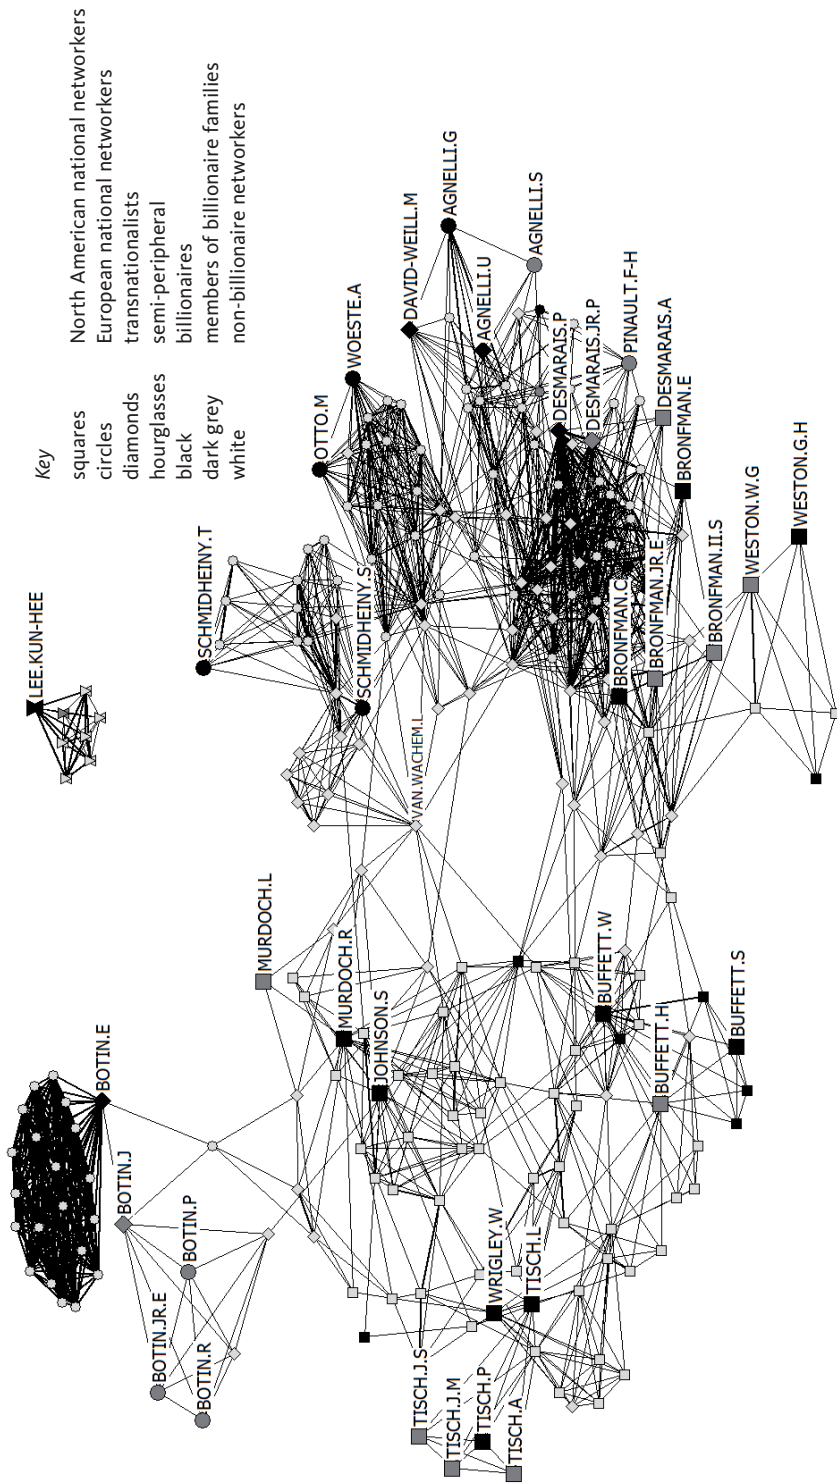 Key
squares North American national networkers
circles European national networkers
diamonds transnationalists
hourglasses semi-peripheral
black billionaires
dark grey members of billionaire families
white non-billionaire networkers
LEE.KUN-HEE
BOTIN.E
BOTIN.J
BOTIN.P
BOTIN.JR.E
BOTIN.R
SCHMIDHEINY.T
SCHMIDHEINY.S
OTTO.M
WOESTE.A
DAVID-WEILL.M
AGNELLI.G
AGNELLI.U
AGNELLI.S
DESMARAIS.P
DESMARAIS.JR.P
PINAULT.F-H
DESMARAIS.A
BRONFMAN.E
BRONFMAN.C
BRONFMAN.JR.E
BRONFMAN.II.S
WESTON.W.G
WESTON.G.H
VAN.WACHEM.L
MURDOCH.L
MURDOCH.R
JOHNSON.S
BUFFETT.W
BUFFETT.H
BUFFETT.S
WRIGLEY.W
TISCH.L
TISCH.J.S
TISCH.J.M
TISCH.P
TISCH.A